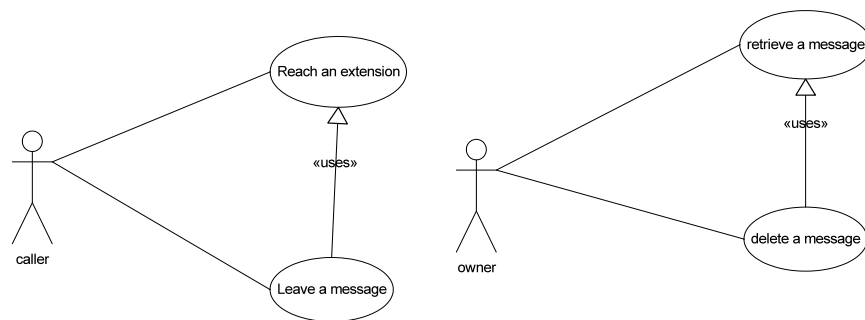 Reach an extension
«uses»
caller
Leave a message
retrieve a message
«uses»
delete a message
owner